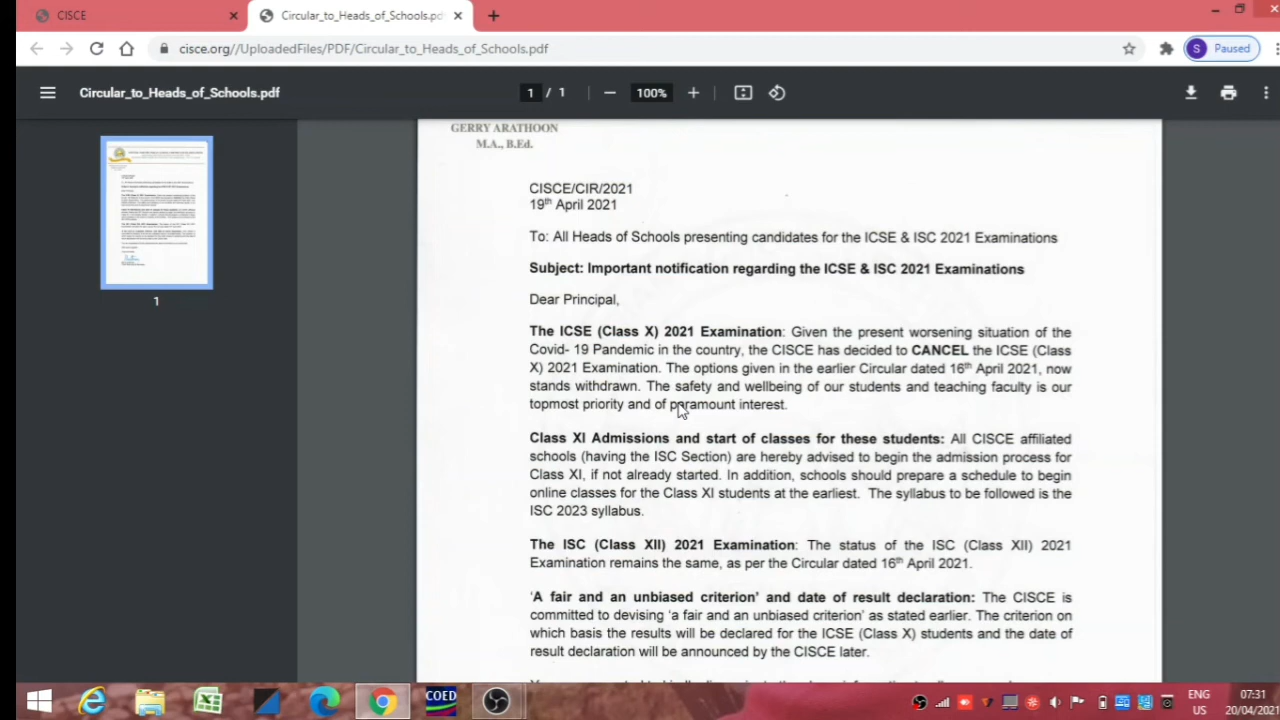 CISCE
Circular_to_Heads_of_Schools.pd
cisce.org//UploadedFiles/PDF/Circular_to_Heads_of_Schools.pdf
S Paused
Circular_to_Heads_of_Schools.pdf
1 / 1
100%
1
GERRY ARATHOON
M.A., B.Ed.
CISCE/CIR/2021
19th April 2021
To: All Heads of Schools presenting candidates for the ICSE & ISC 2021 Examinations
Subject: Important notification regarding the ICSE & ISC 2021 Examinations
Dear Principal,
The ICSE (Class X) 2021 Examination: Given the present worsening situation of the
Covid- 19 Pandemic in the country, the CISCE has decided to CANCEL the ICSE (Class
X) 2021 Examination. The options given in the earlier Circular dated 16th April 2021, now
stands withdrawn. The safety and wellbeing of our students and teaching faculty is our
topmost priority and of paramount interest.
Class XI Admissions and start of classes for these students: All CISCE affiliated
schools (having the ISC Section) are hereby advised to begin the admission process for
Class XI, if not already started. In addition, schools should prepare a schedule to begin
online classes for the Class XI students at the earliest. The syllabus to be followed is the
ISC 2023 syllabus.
The ISC (Class XII) 2021 Examination: The status of the ISC (Class XII) 2021
Examination remains the same, as per the Circular dated 16th April 2021.
'A fair and an unbiased criterion' and date of result declaration: The CISCE is
committed to devising 'a fair and an unbiased criterion' as stated earlier. The criterion on
which basis the results will be declared for the ICSE (Class X) students and the date of
result declaration will be announced by the CISCE later.
COED
ENG
US
07:31
20/04/2021